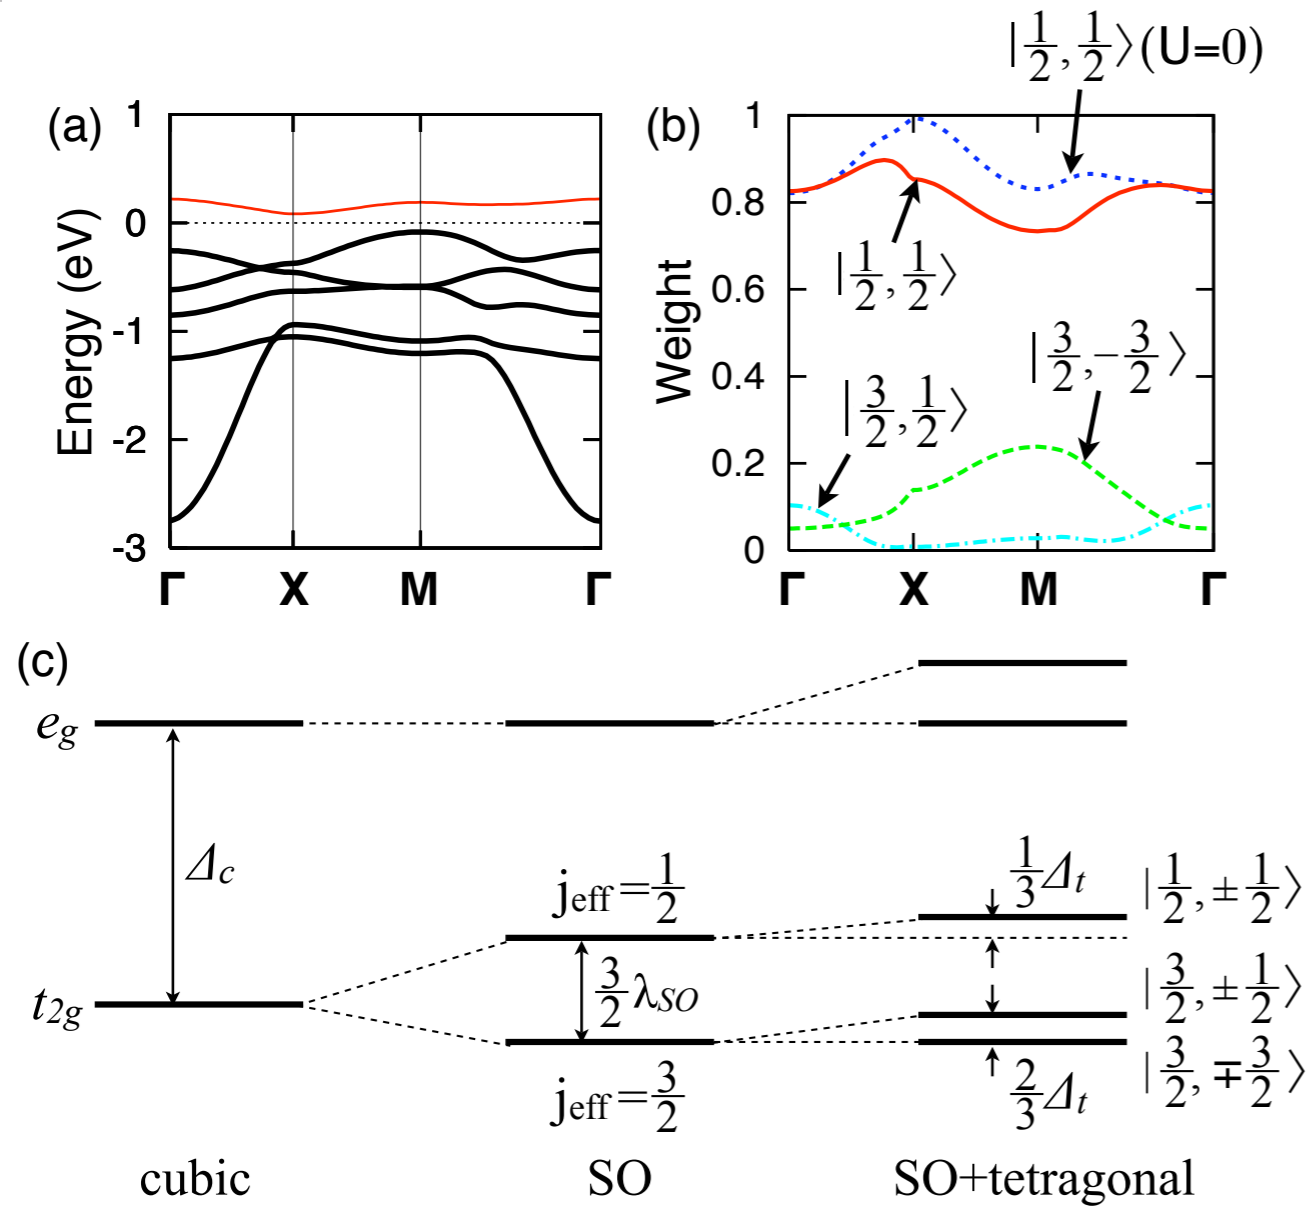 |1/2, 1/2⟩(U=0)
(a)
Energy (eV)
1
0
-1
-2
-3
Γ X M Γ
(b)
Weight
1
0.8
0.6
0.4
0.2
0
|1/2, 1/2⟩
|3/2, 1/2⟩
|3/2, -3/2⟩
Γ X M Γ
(c)
e_g
Δ_c
t_2g
j_eff=1/2
3/2 λ_SO
j_eff=3/2
1/3 Δ_t
2/3 Δ_t
|1/2, ±1/2⟩
|3/2, ±1/2⟩
|3/2, ∓3/2⟩
cubic SO SO+tetragonal